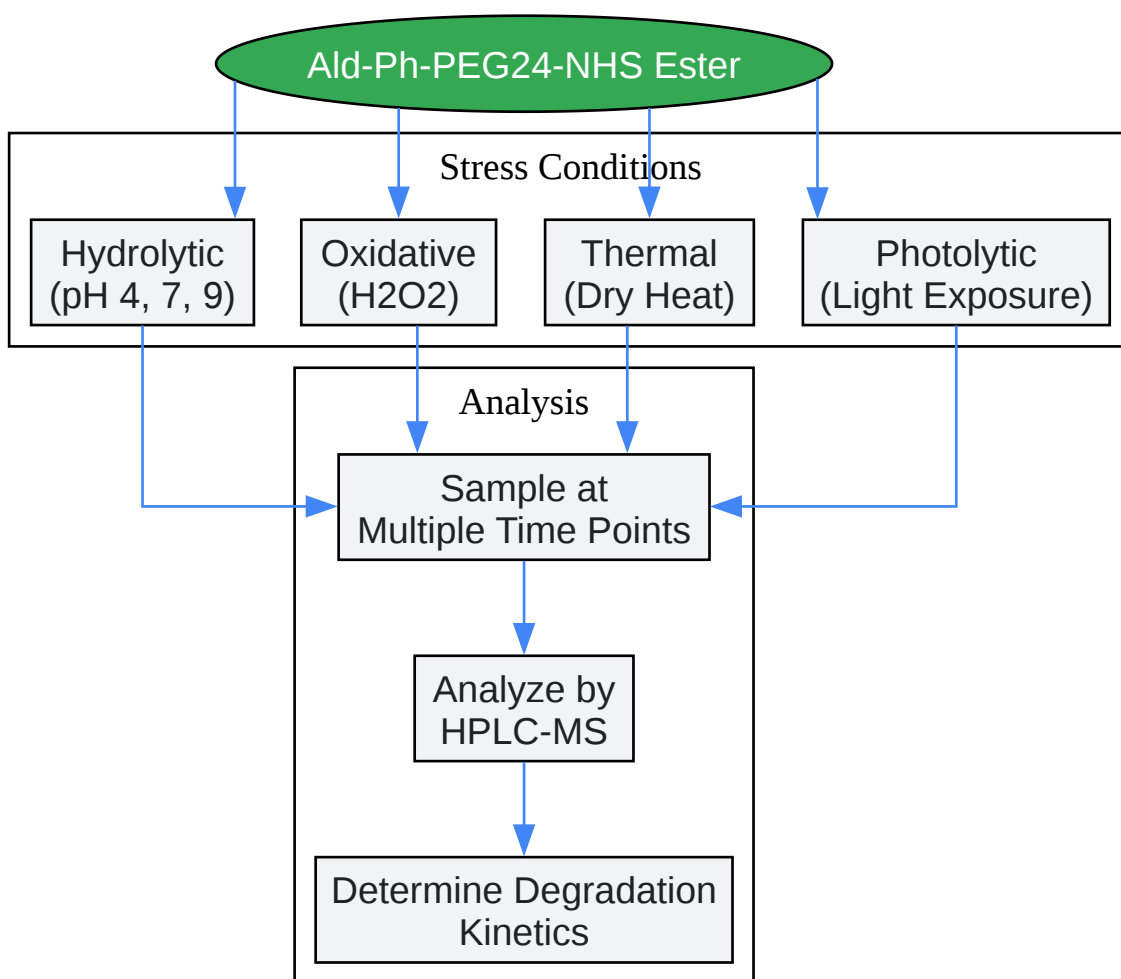 Ald-Ph-PEG24-NHS Ester
Stress Conditions
Hydrolytic
(pH 4, 7, 9)
Oxidative
(H2O2)
Thermal
(Dry Heat)
Photolytic
(Light Exposure)
Analysis
Sample at
Multiple Time Points
Analyze by
HPLC-MS
Determine Degradation
Kinetics